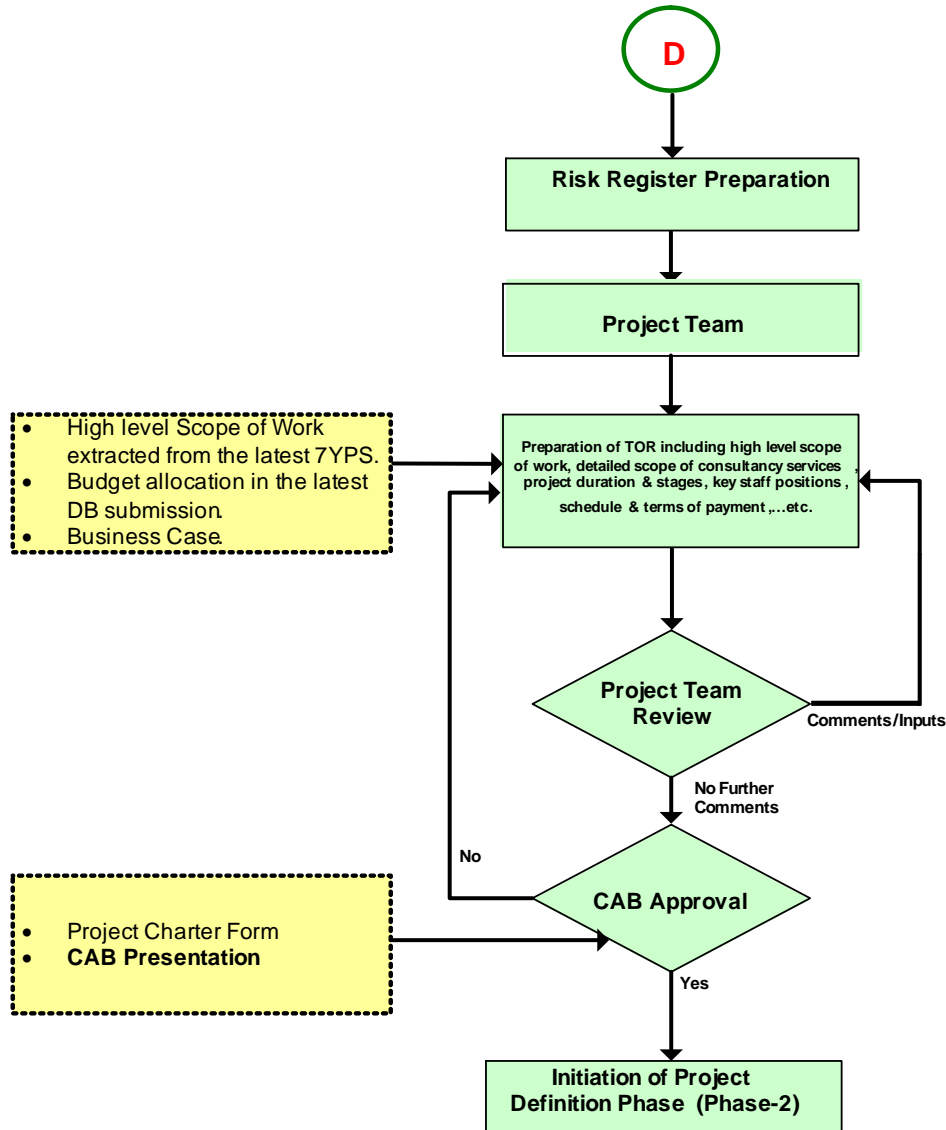 D
Risk Register Preparation
Project Team
• High level Scope of Work
extracted from the latest 7YPS.
• Budget allocation in the latest
DB submission.
• Business Case.
Preparation of TOR including high level scope
of work, detailed scope of consultancy services ,
project duration & stages, key staff positions ,
schedule & terms of payment ,...etc.
Project Team
Review
Comments/Inputs
No Further
Comments
No
CAB Approval
• Project Charter Form
• CAB Presentation
Yes
Initiation of Project
Definition Phase (Phase-2)